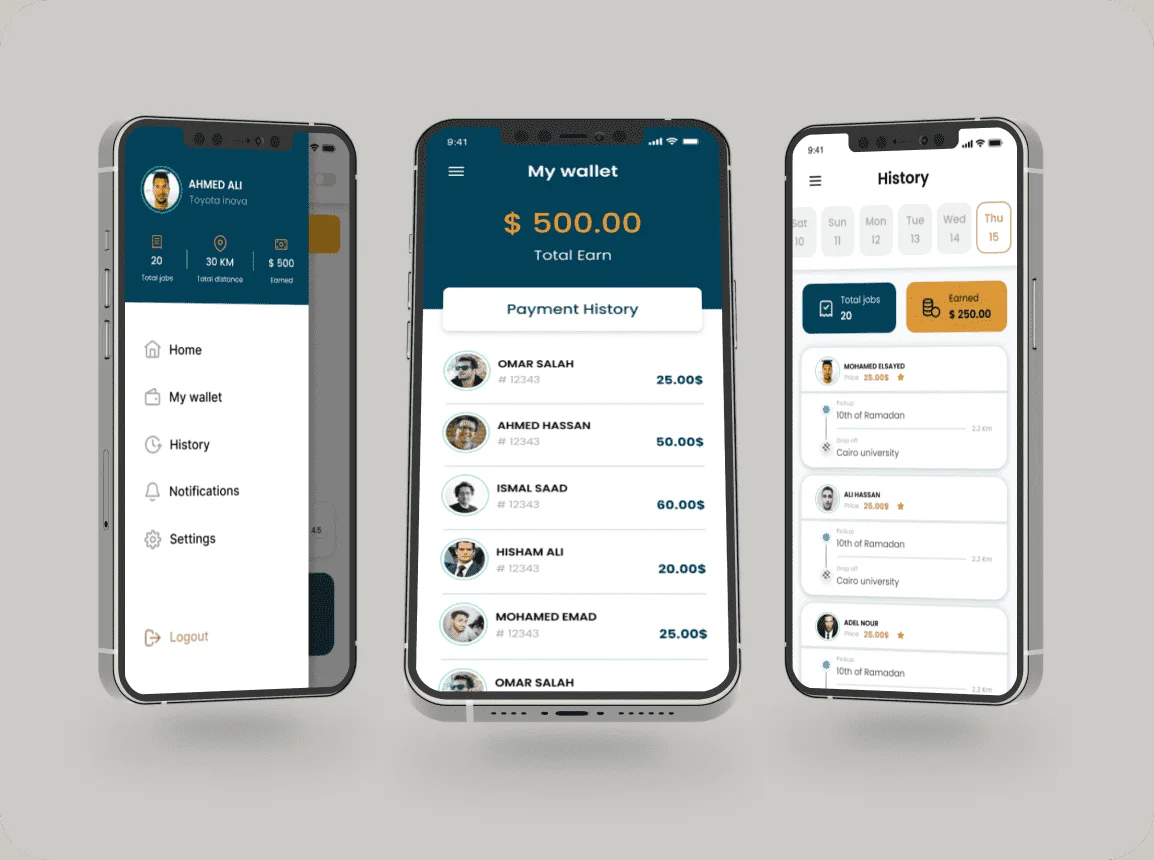 AHMED ALI
Toyota Inova
20
30 KM
$ 500
Total jobs
Total distance
Earned
Home
My wallet
History
Notifications
Settings
Logout
4.5
9:41
My wallet
$ 500.00
Total Earn
Payment History
OMAR SALAH
# 12343
25.00$
AHMED HASSAN
# 12343
50.00$
ISMAL SAAD
# 12343
60.00$
HISHAM ALI
# 12343
20.00$
MOHAMED EMAD
# 12343
25.00$
OMAR SALAH
9:41
History
Sat
10
Sun
11
Mon
12
Tue
13
Wed
14
Thu
15
Total jobs
20
Earned
$ 250.00
MOHAMED ELSAYED
Price 25.00$
Pickup
10th of Ramadan
2.2 Km
Drop off
Cairo university
ALI HASSAN
Price 25.00$
Pickup
10th of Ramadan
2.2 Km
Drop off
Cairo university
ADEL NOUR
Price 25.00$
Pickup
10th of Ramadan
2.2 Km